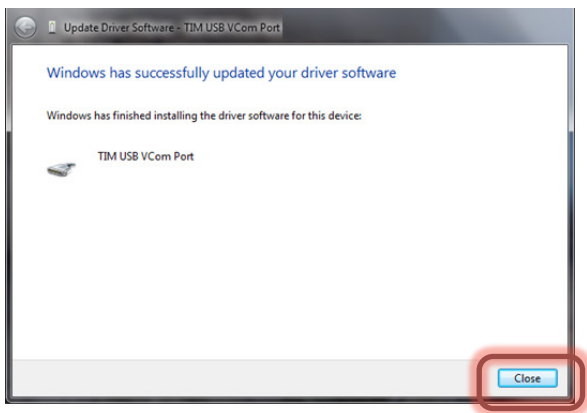 Update Driver Software - TIM USB VCom Port
Windows has successfully updated your driver software
Windows has finished installing the driver software for this device:
TIM USB VCom Port
Close